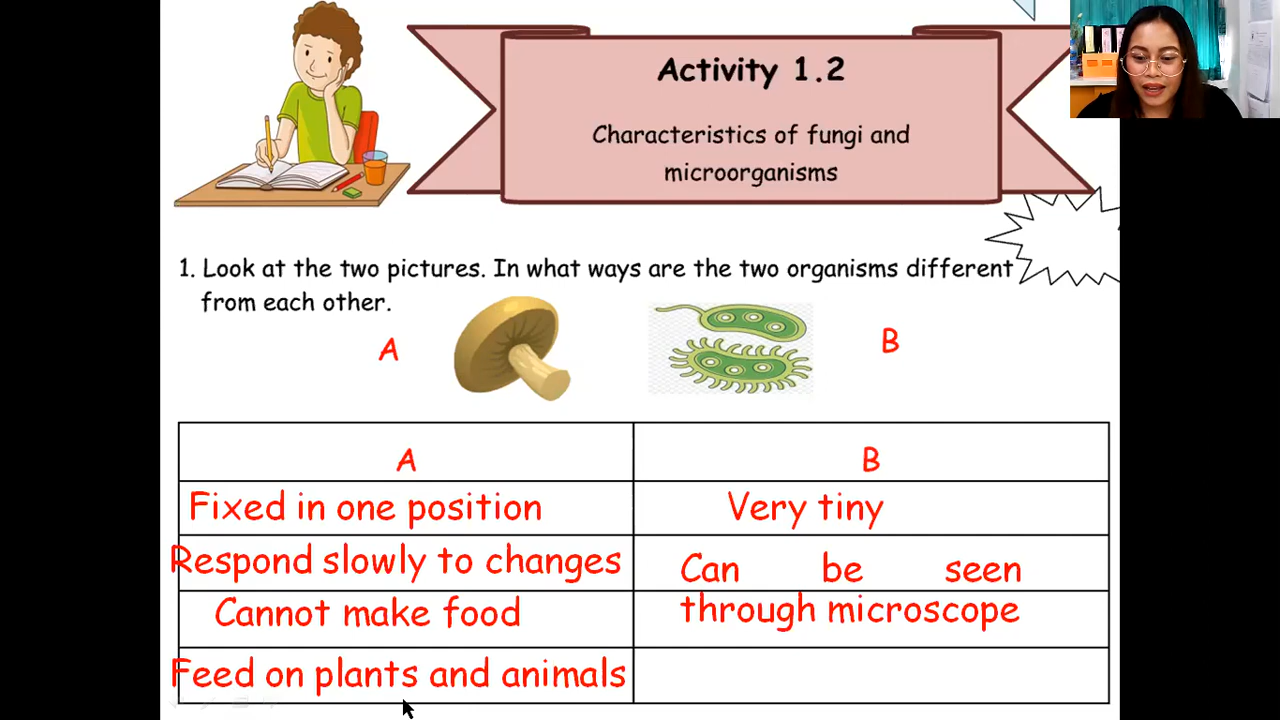 Activity 1.2
Characteristics of fungi and
microorganisms
1. Look at the two pictures. In what ways are the two organisms different
from each other.
A
B
A
B
Fixed in one position
Very tiny
Respond slowly to changes
Can be seen
through microscope
Cannot make food
Feed on plants and animals